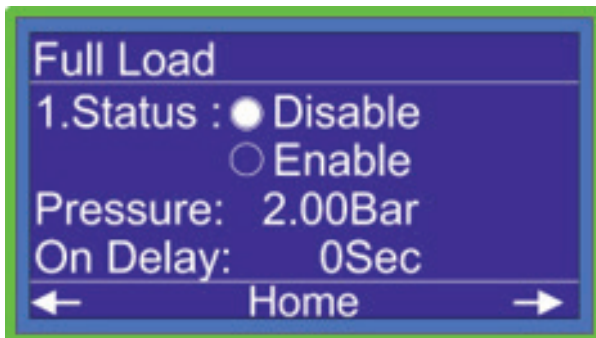 Full Load
1.Status : Disable
Enable
Pressure: 2.00Bar
On Delay: 0Sec
Home